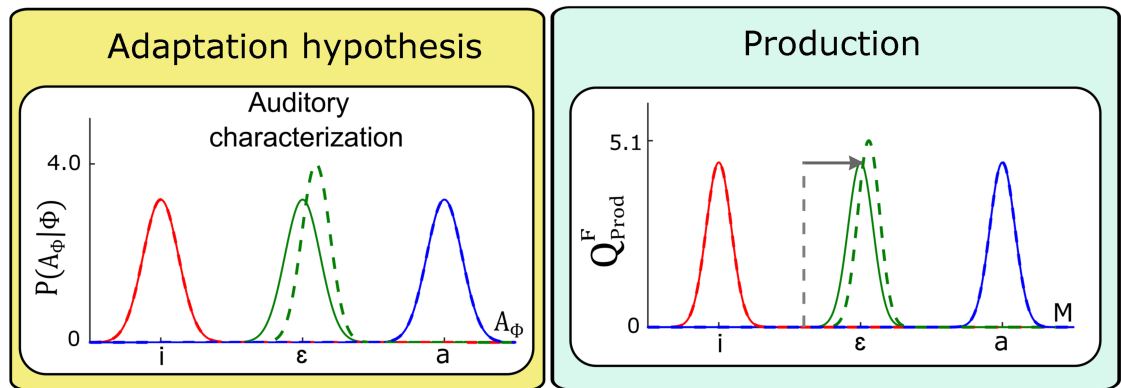 Adaptation hypothesis
Auditory
characterization
4.0
P(A_Φ|Φ)
0
A_Φ
i ε a
Production
5.1
Q^F_Prod
0
M
i ε a